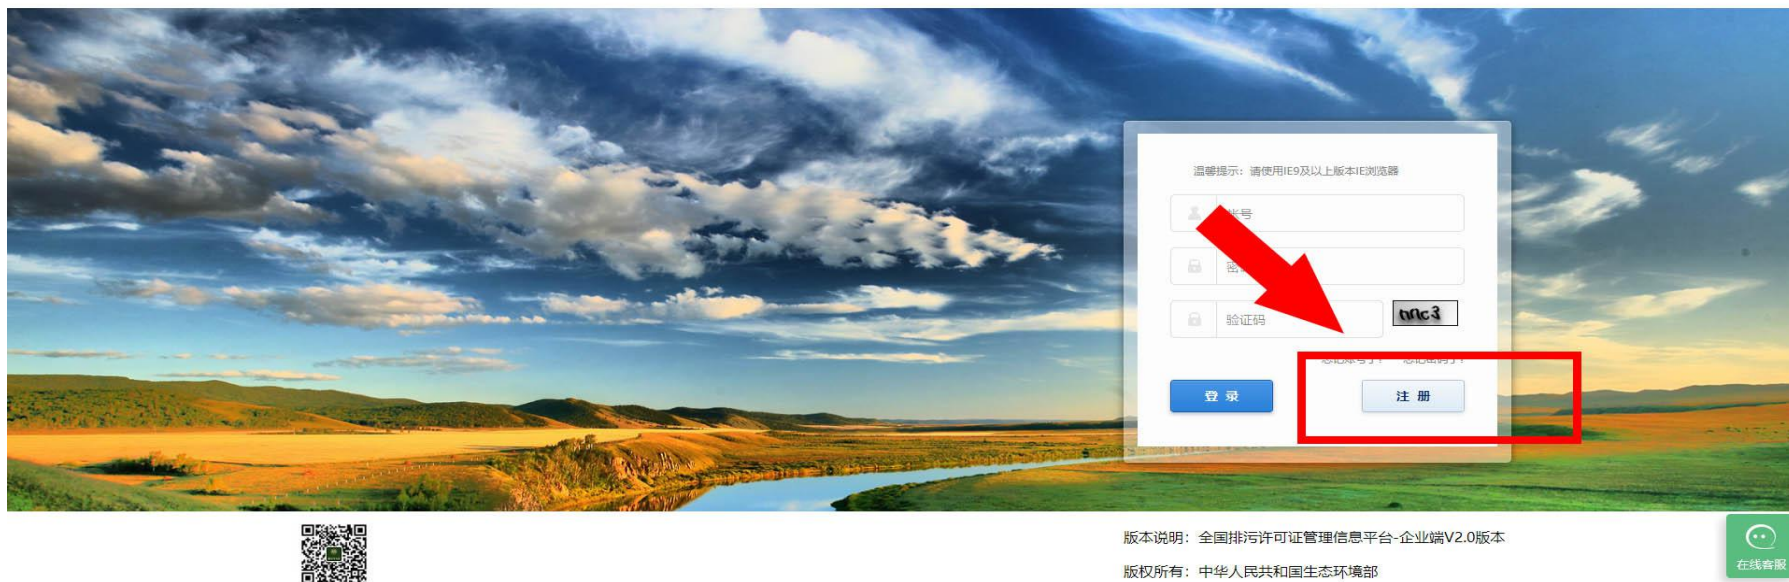 温馨提示：请使用IE9及以上版本IE浏览器
帐号
验证码
登 录
注 册
版本说明：全国排污许可证管理信息平台-企业端V2.0版本
版权所有：中华人民共和国生态环境部
在线客服